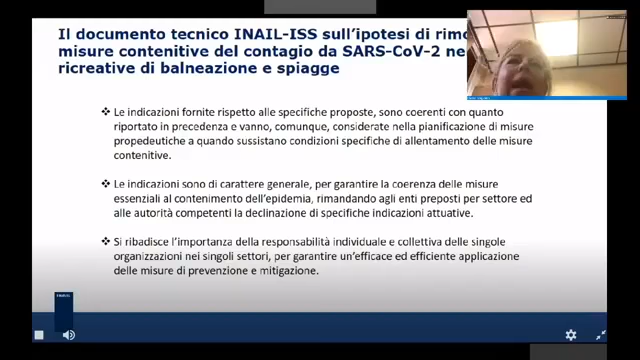 Il documento tecnico INAIL-ISS sull'ipotesi di rimo
misure contenitive del contagio da SARS-CoV-2 ne
ricreative di balneazione e spiagge
❖ Le indicazioni fornite rispetto alle specifiche proposte, sono coerenti con quanto
riportato in precedenza e vanno, comunque, considerate nella pianificazione di misure
propedeutiche a quando sussistano condizioni specifiche di allentamento delle misure
contenitive.
❖ Le indicazioni sono di carattere generale, per garantire la coerenza delle misure
essenziali al contenimento dell'epidemia, rimandando agli enti preposti per settore ed
alle autorità competenti la declinazione di specifiche indicazioni attuative.
❖ Si ribadisce l'importanza della responsabilità individuale e collettiva delle singole
organizzazioni nei singoli settori, per garantire un'efficace ed efficiente applicazione
delle misure di prevenzione e mitigazione.